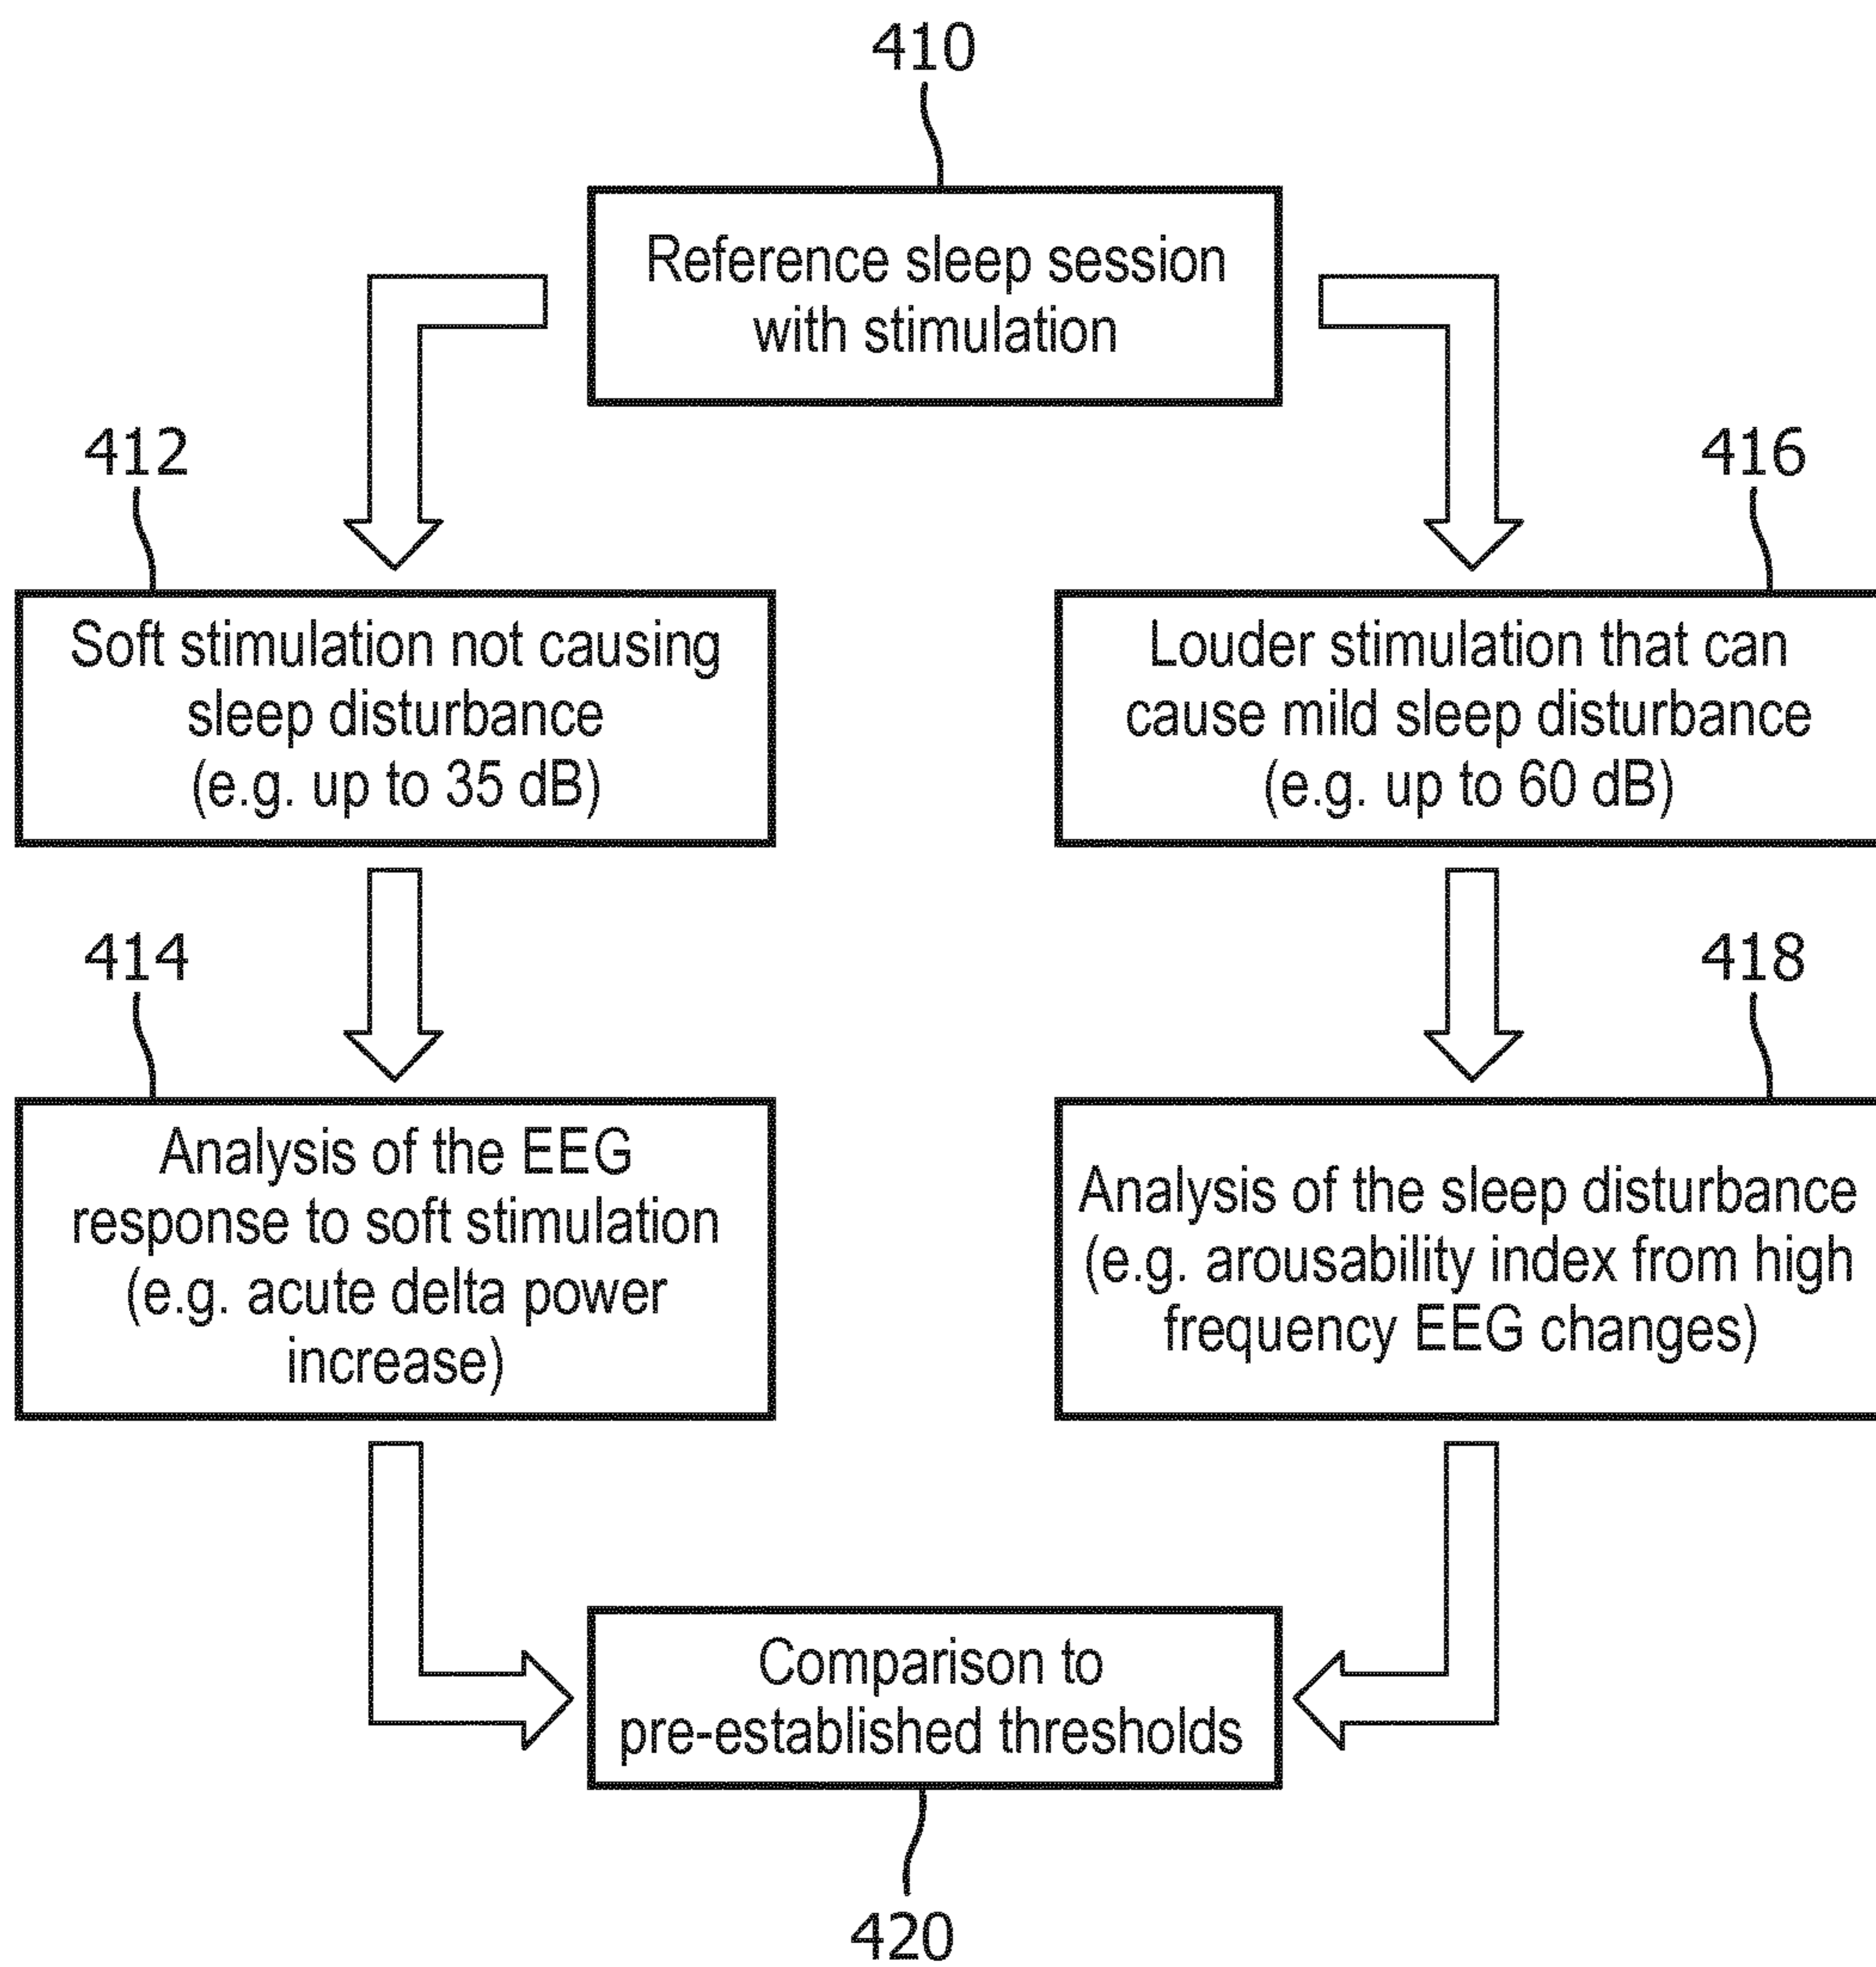 410
Reference sleep session
with stimulation
412
Soft stimulation not causing
sleep disturbance
(e.g. up to 35 dB)
416
Louder stimulation that can
cause mild sleep disturbance
(e.g. up to 60 dB)
414
Analysis of the EEG
response to soft stimulation
(e.g. acute delta power
increase)
418
Analysis of the sleep disturbance
(e.g. arousability index from high
frequency EEG changes)
Comparison to
pre-established thresholds
420